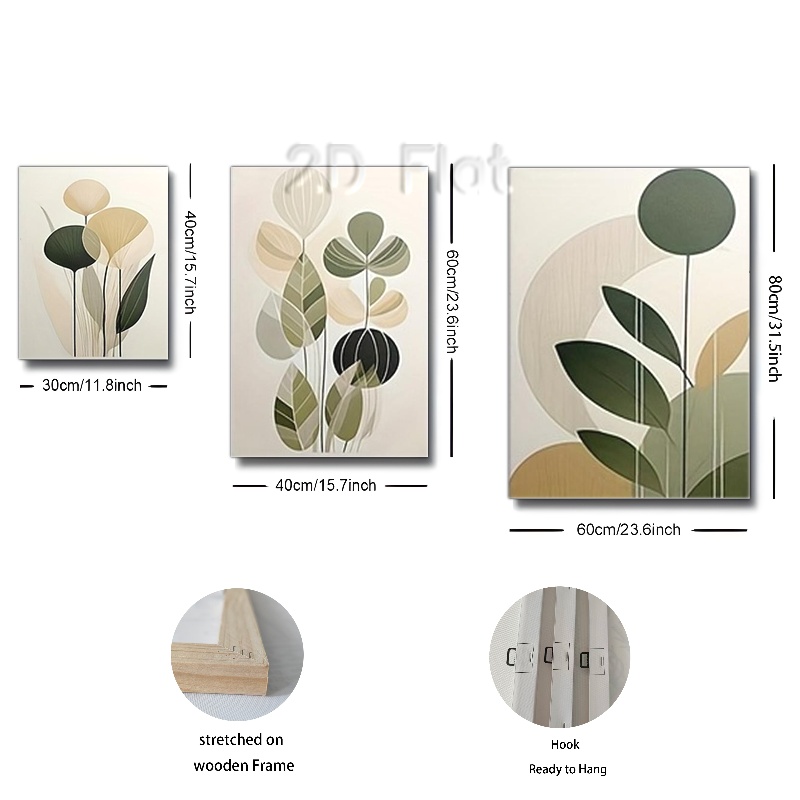 2D Flat
40cm/15.7inch
30cm/11.8inch
60cm/23.6inch
40cm/15.7inch
80cm/31.5inch
60cm/23.6inch
stretched on
wooden Frame
Hook
Ready to Hang